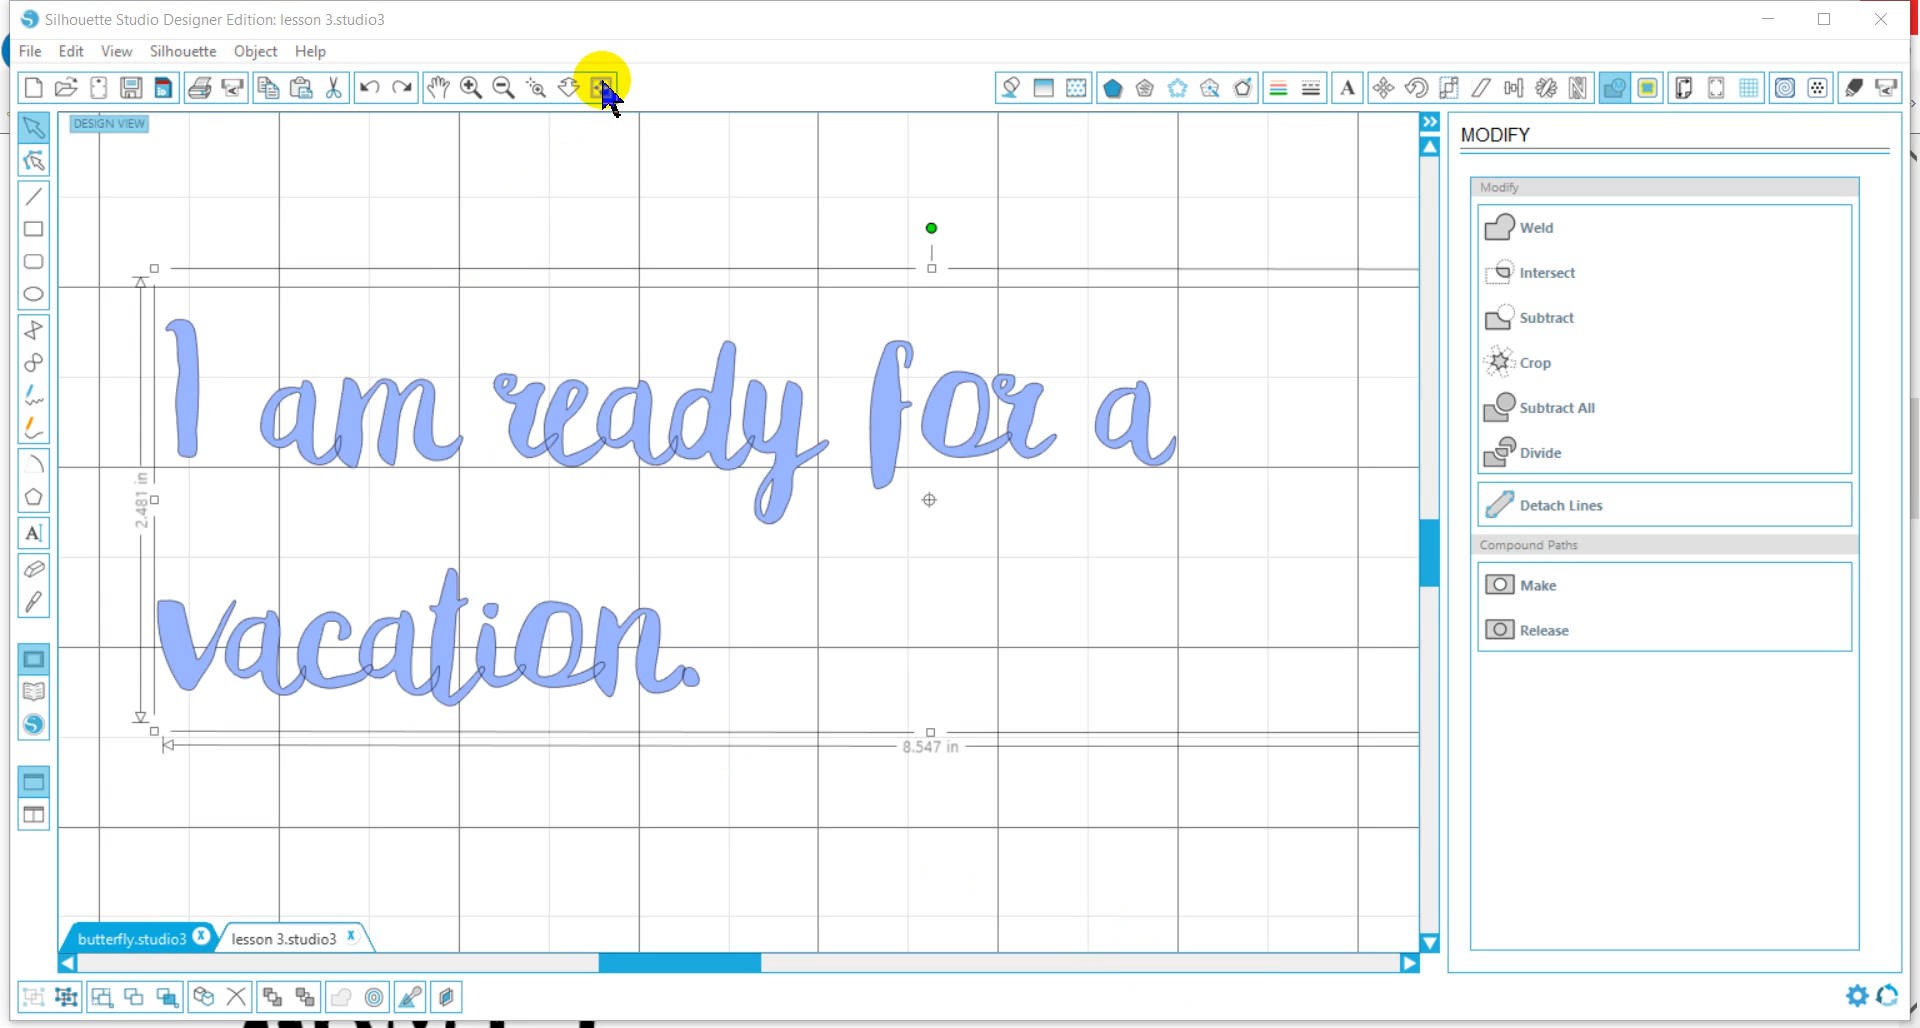 Silhouette Studio Designer Edition: lesson 3.studio3
File Edit View Silhouette Object Help
DESIGN VIEW
MODIFY
Modify
Weld
Intersect
Subtract
Crop
Subtract All
Divide
Detach Lines
Compound Paths
Make
Release
I am ready for a
vacation.
2.481 in
8.547 in
butterfly.studio3 x lesson 3.studio3 x